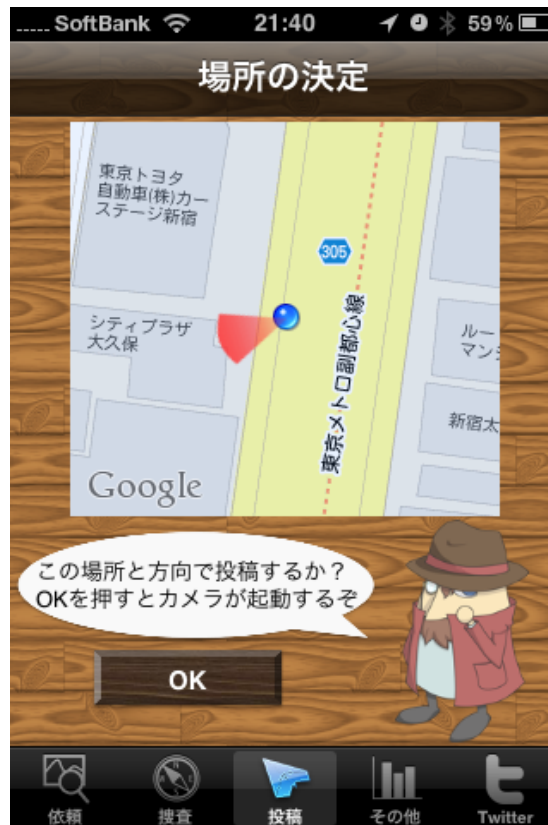 ..... SoftBank 21:40 59%
場所の決定
東京トヨタ
自動車(株)カー
ステージ新宿
305
シティプラザ
大久保
東京メトロ副都心線
ルー
マン
新宿太
Google
この場所と方向で投稿するか？
OKを押すとカメラが起動するぞ
OK
依頼 捜査 投稿 その他 Twitter